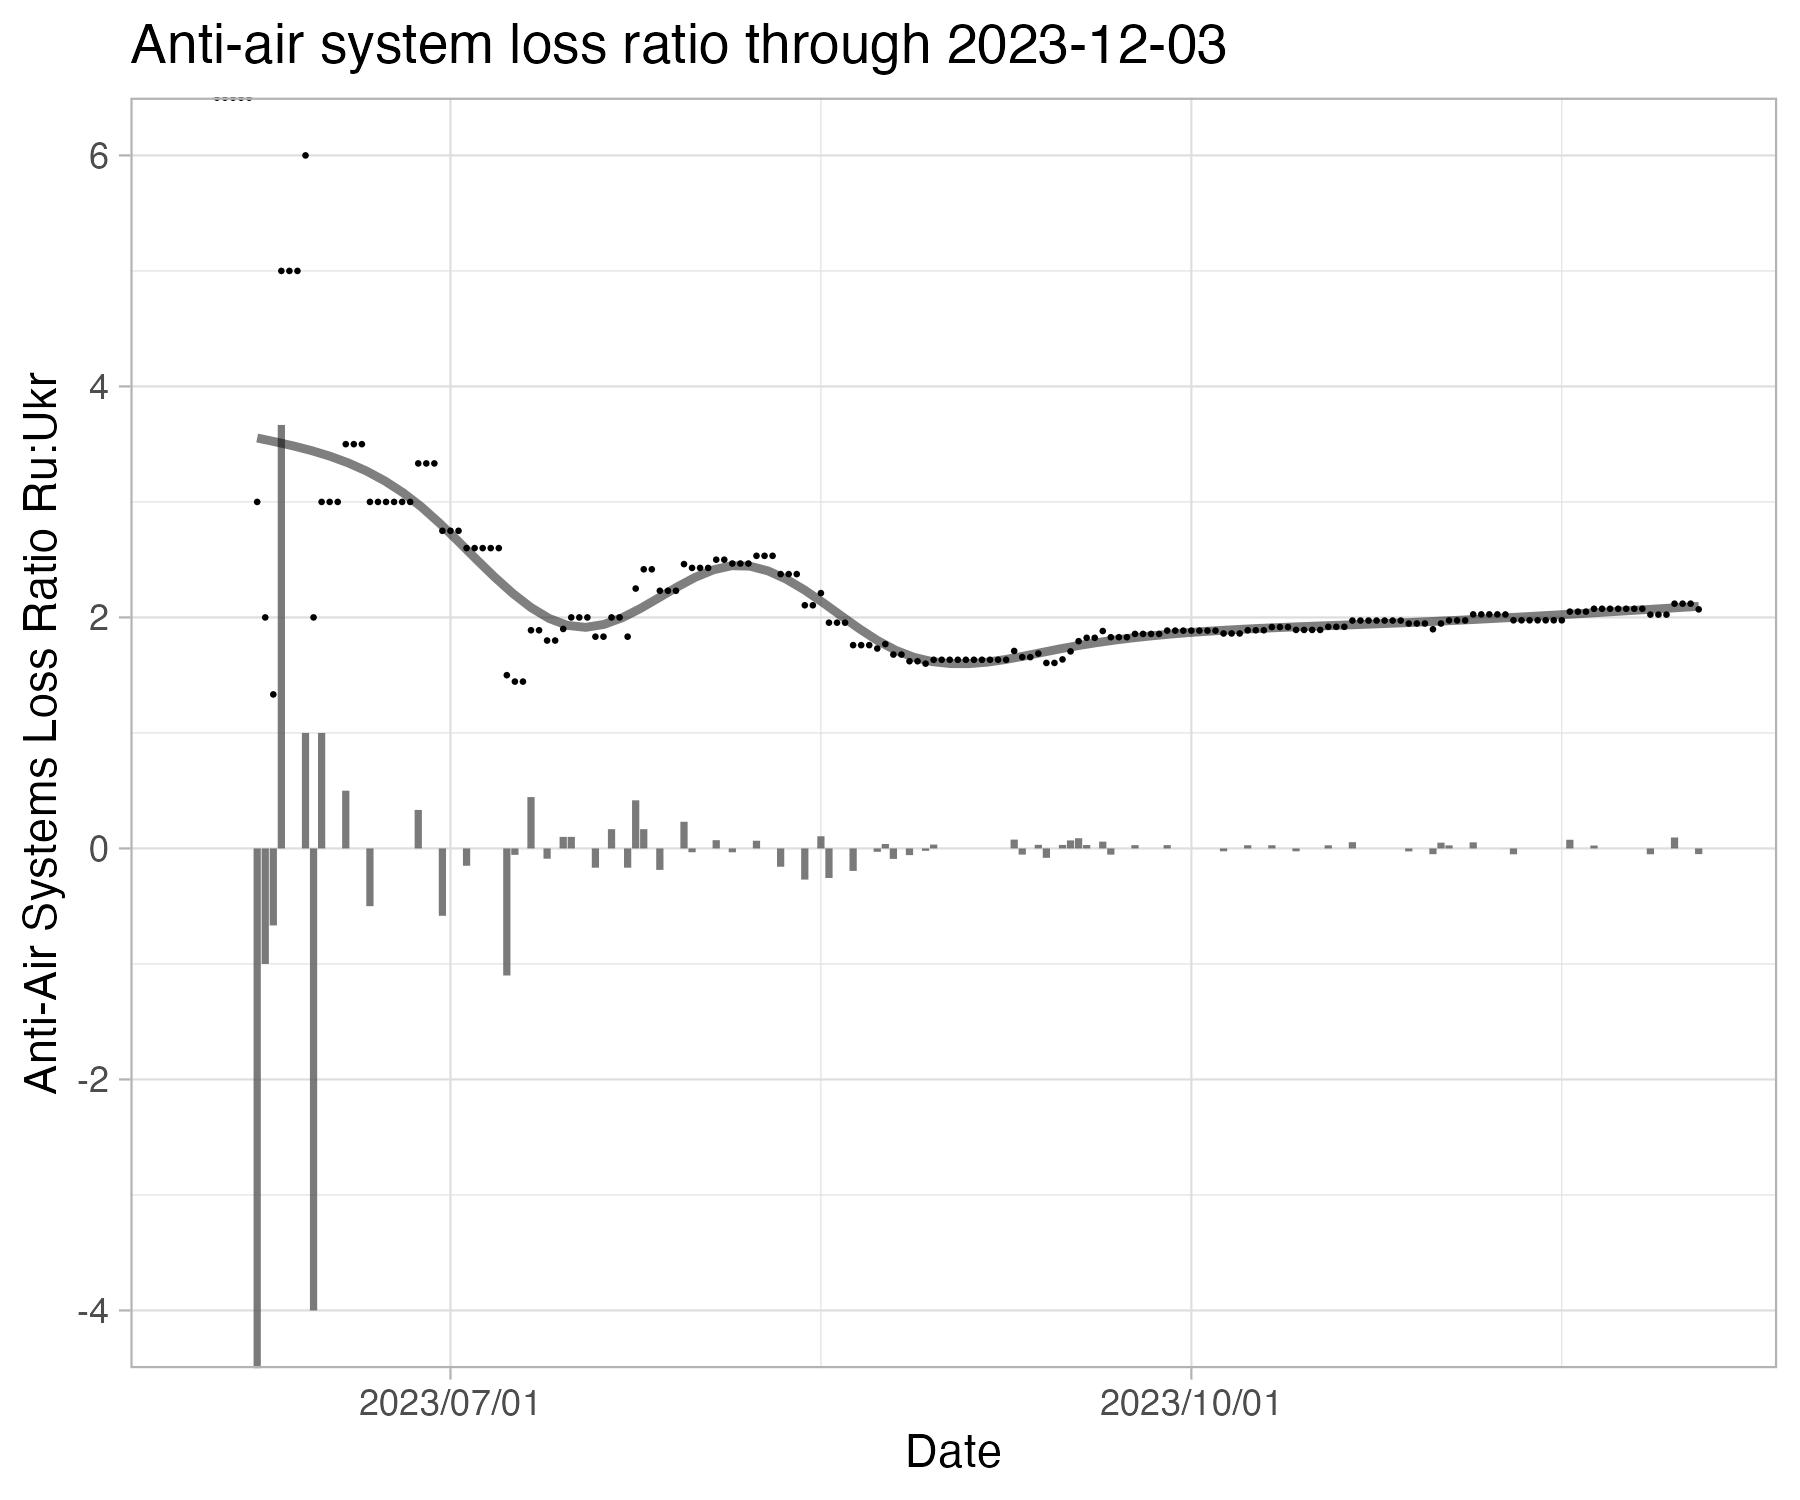 Anti-air system loss ratio through 2023-12-03
Anti-Air Systems Loss Ratio Ru:Ukr
6
4
2
0
-2
-4
2023/07/01
2023/10/01
Date